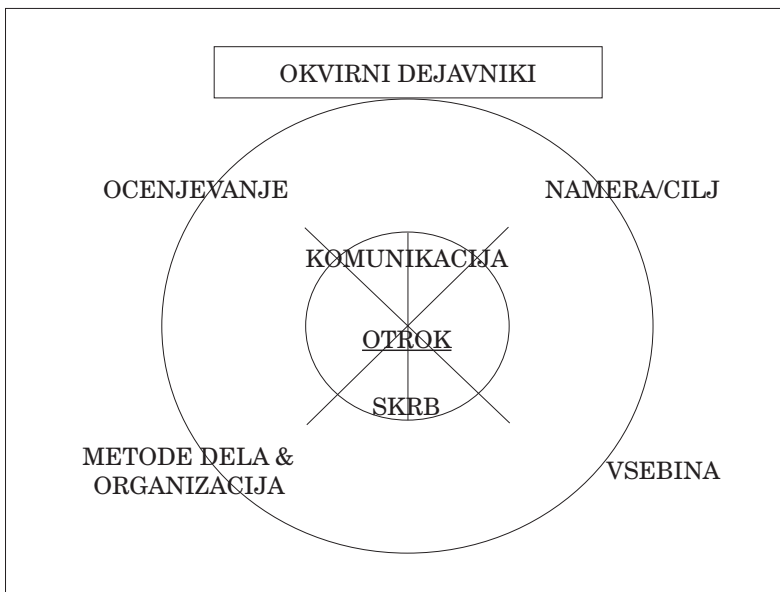 OKVIRNI DEJAVNIKI
OCENJEVANJE
NAMERA/CILJ
KOMUNIKACIJA
OTROK
SKRB
METODE DELA &
ORGANIZACIJA
VSEBINA